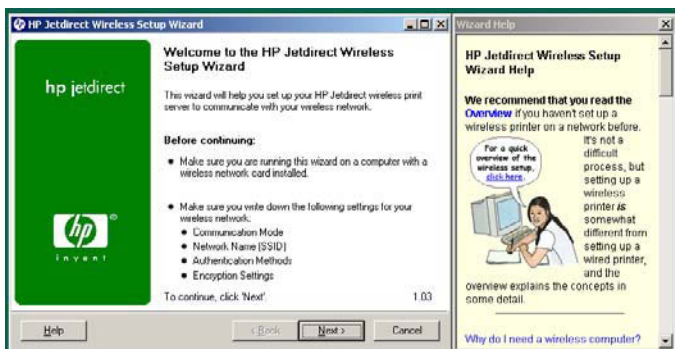 HP Jetdirect Wireless Setup Wizard
hp jetdirect
hp
invent
Welcome to the HP Jetdirect Wireless
Setup Wizard
This wizard will help you set up your HP Jetdirect wireless print
server to communicate with your wireless network.
Before continuing:
• Make sure you are running this wizard on a computer with a
wireless network card installed.
• Make sure you write down the following settings for your
wireless network:
• Communication Mode
• Network Name (SSID)
• Authentication Methods
• Encryption Settings
To continue, click 'Next'.
1.03
Help
< Back
Next >
Cancel
Wizard Help
HP Jetdirect Wireless Setup
Wizard Help
We recommend that you read the
Overview if you haven't set up a
wireless printer on a network before.
For a quick
overview of the
wireless setup,
click here.
It's not a
difficult
process, but
setting up a
wireless
printer is
somewhat
different from
setting up a
wired printer,
and the
overview explains the concepts in
some detail.
Why do I need a wireless computer?